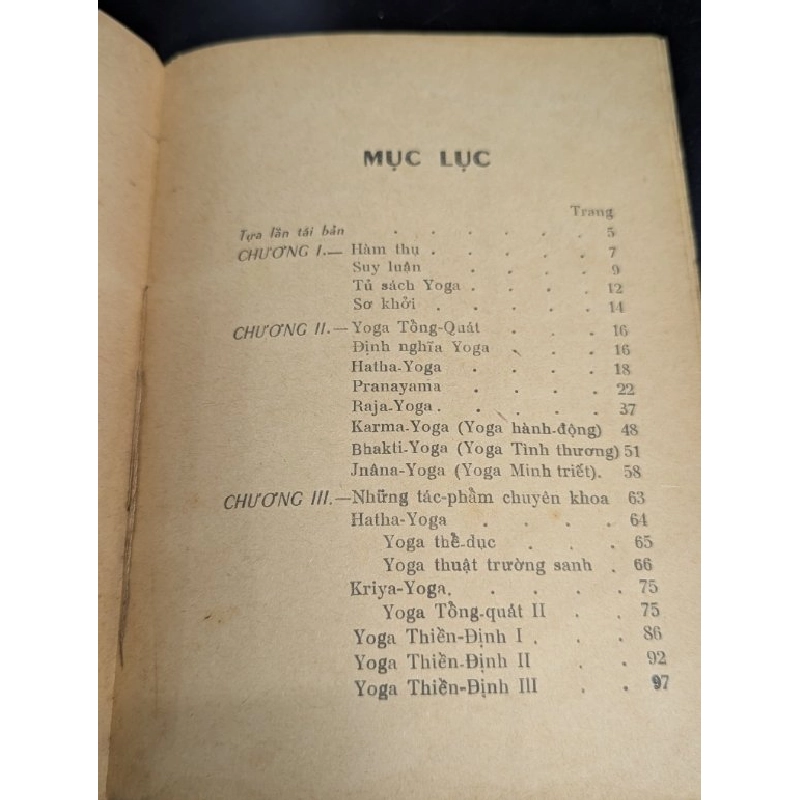 MỤC LỤC
Trang
Tựa lần tái bản . . . . . . 5
CHƯƠNG I.— Hàm thụ . . . . . 7
Suy luận . . . . 9
Tủ sách Yoga . . . . 12
Sơ khởi . . . . . 14
CHƯƠNG II.— Yoga Tồng-Quát . . . 16
Định nghĩa Yoga . . . 16
Hatha-Yoga . . . . 18
Pranayama . . . . 22
Raja-Yoga . . . . . 37
Karma-Yoga (Yoga hành-động) 48
Bhakti-Yoga (Yoga Tình thương) 51
Jnâna-Yoga (Yoga Minh triết). 58
CHƯƠNG III.—Những tác-phầm chuyên khoa 63
Hatha-Yoga . . . . 64
Yoga thề-dục . . . 65
Yoga thuật trường sanh . 66
Kriya-Yoga. . . . . 75
Yoga Tồng-quát II . . 75
Yoga Thiền-Định I . . . 86
Yoga Thiền-Định II . . 92
Yoga Thiền-Định III . . 97